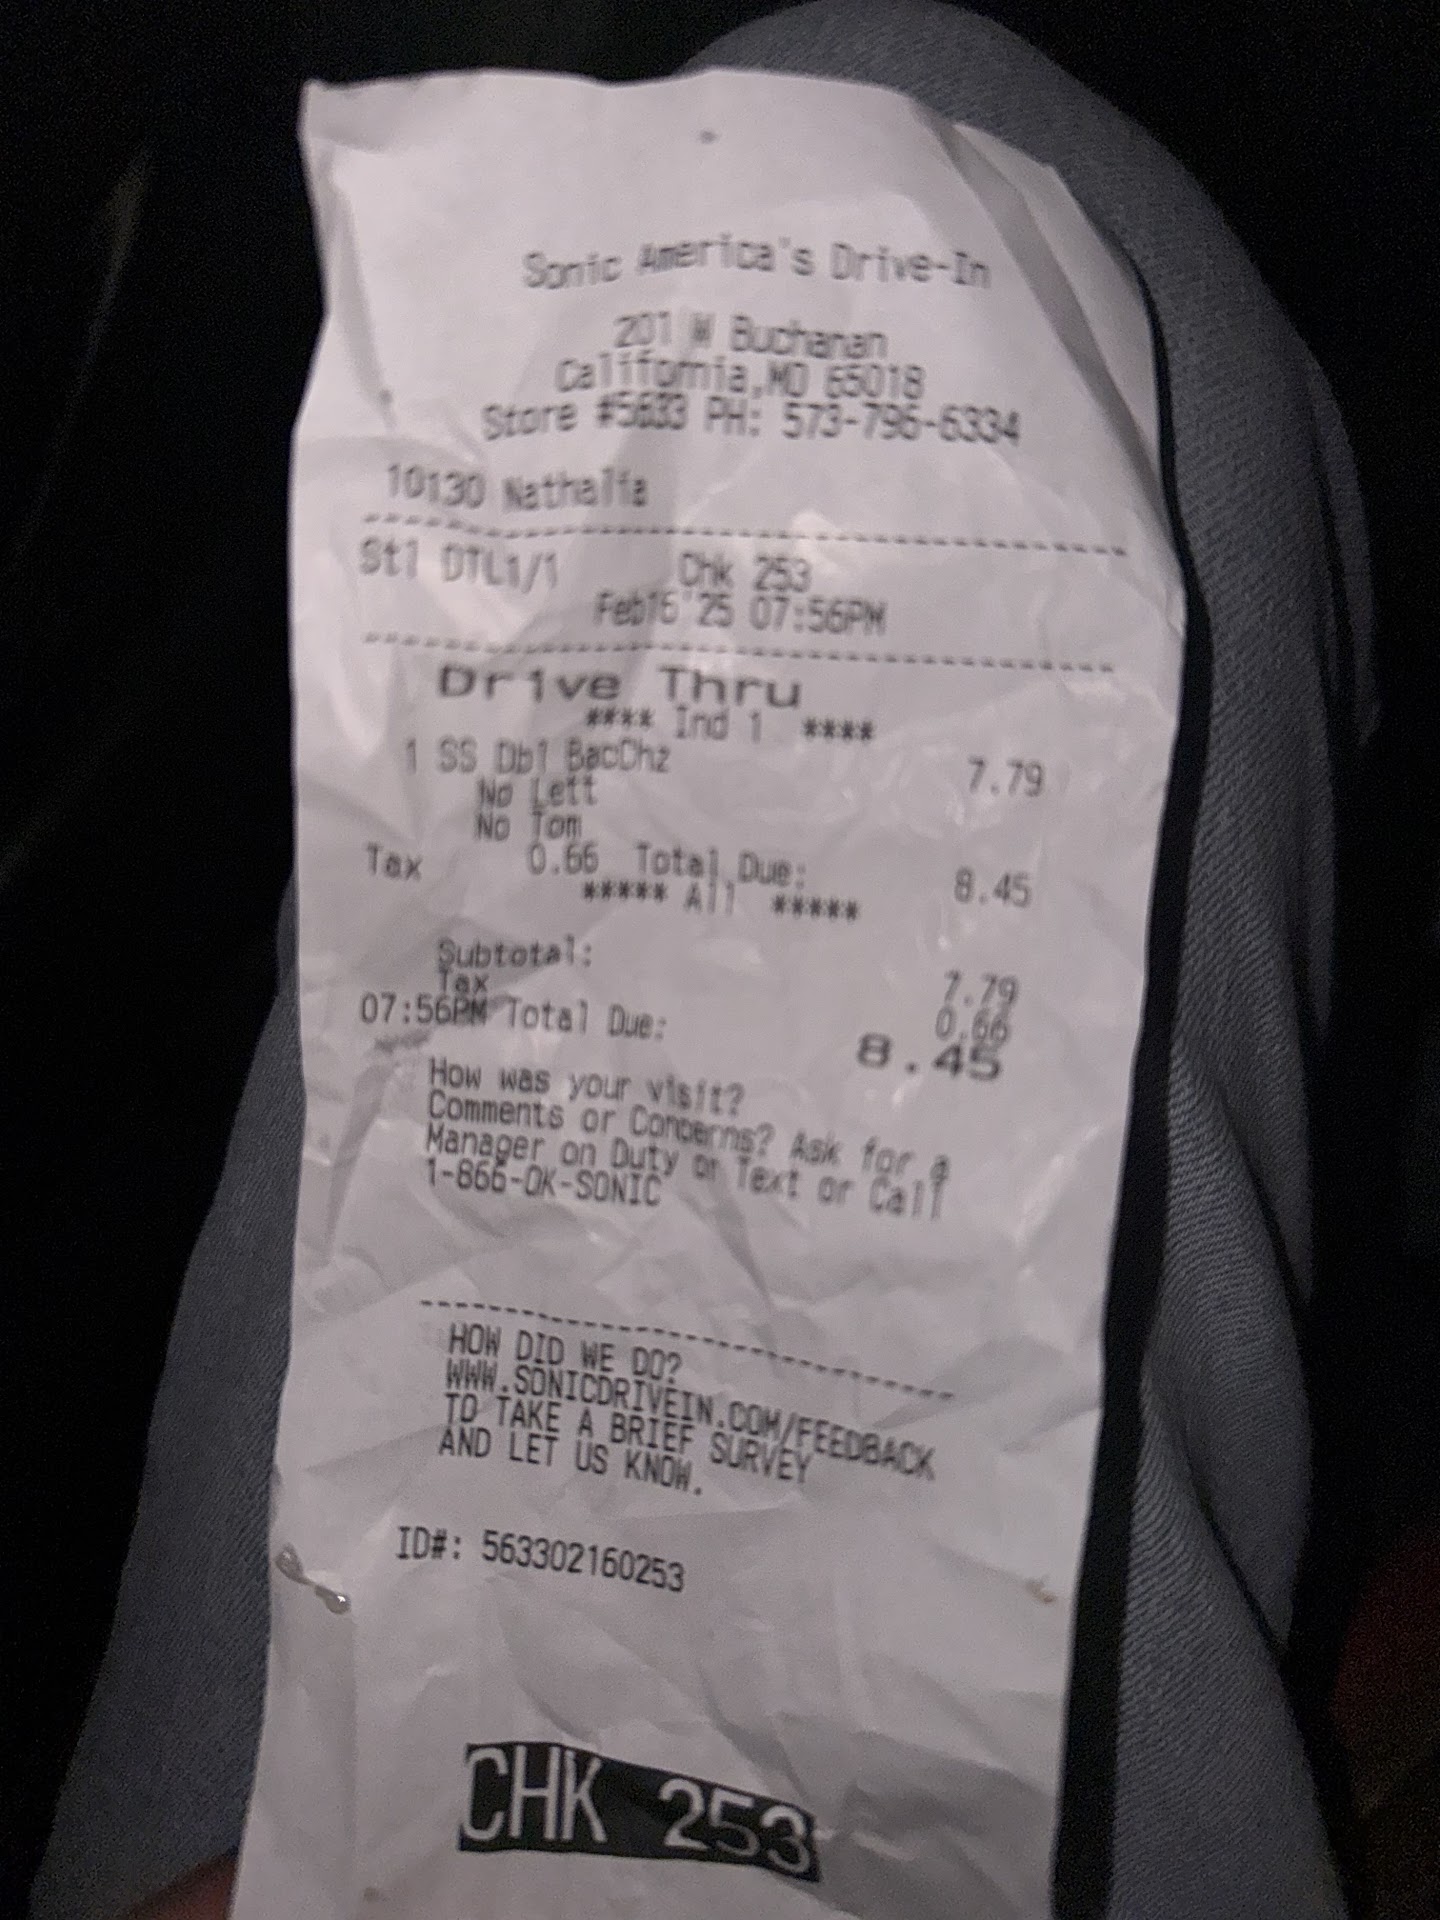 Sonic America's Drive-In
201 W Buchanan
California,MO 65018
Store #5633 PH: 573-796-6334
10130 Nathalia
Stl DTL1/1 Chk 253
Feb16'25 07:56PM
Drive Thru
**** Ind 1 ****
1 SS Dbl BacChz 7.79
No Lett
No Tom
Tax 0.66 Total Due: 8.45
***** All *****
Subtotal: 7.79
Tax 0.66
07:56PM Total Due: 8.45
How was your visit?
Comments or Concerns? Ask for a
Manager on Duty or Text or Call
1-866-OK-SONIC
HOW DID WE DO?
WWW.SONICDRIVEIN.COM/FEEDBACK
TO TAKE A BRIEF SURVEY
AND LET US KNOW.
ID#: 563302160253
CHK 253